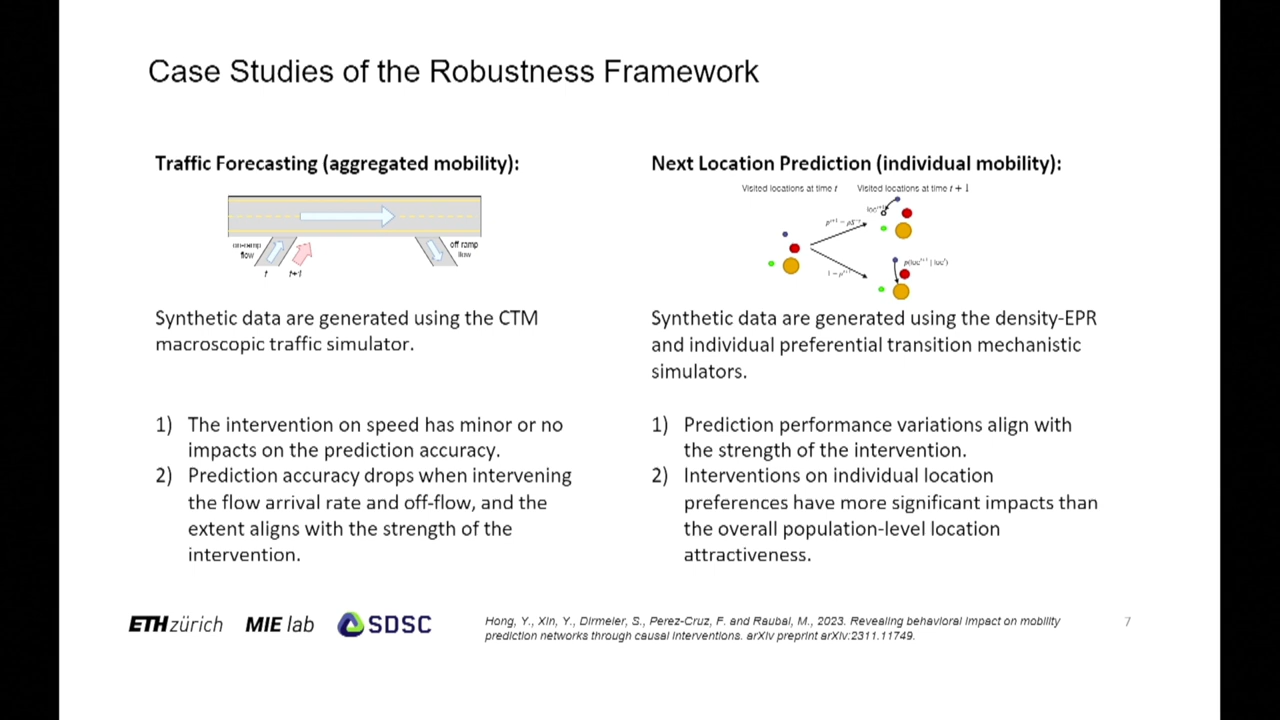 Case Studies of the Robustness Framework
Traffic Forecasting (aggregated mobility):
on-ramp
flow
off ramp
flow
t
t+1
Synthetic data are generated using the CTM
macroscopic traffic simulator.
1) The intervention on speed has minor or no
impacts on the prediction accuracy.
2) Prediction accuracy drops when intervening
the flow arrival rate and off-flow, and the
extent aligns with the strength of the
intervention.
Next Location Prediction (individual mobility):
Visited locations at time t
Visited locations at time t + 1
Synthetic data are generated using the density-EPR
and individual preferential transition mechanistic
simulators.
1) Prediction performance variations align with
the strength of the intervention.
2) Interventions on individual location
preferences have more significant impacts than
the overall population-level location
attractiveness.
ETH zürich
MIE lab
SDSC
Hong, Y., Xin, Y., Dirmeier, S., Perez-Cruz, F. and Raubal, M., 2023. Revealing behavioral impact on mobility
prediction networks through causal interventions. arXiv preprint arXiv:2311.11749.
7